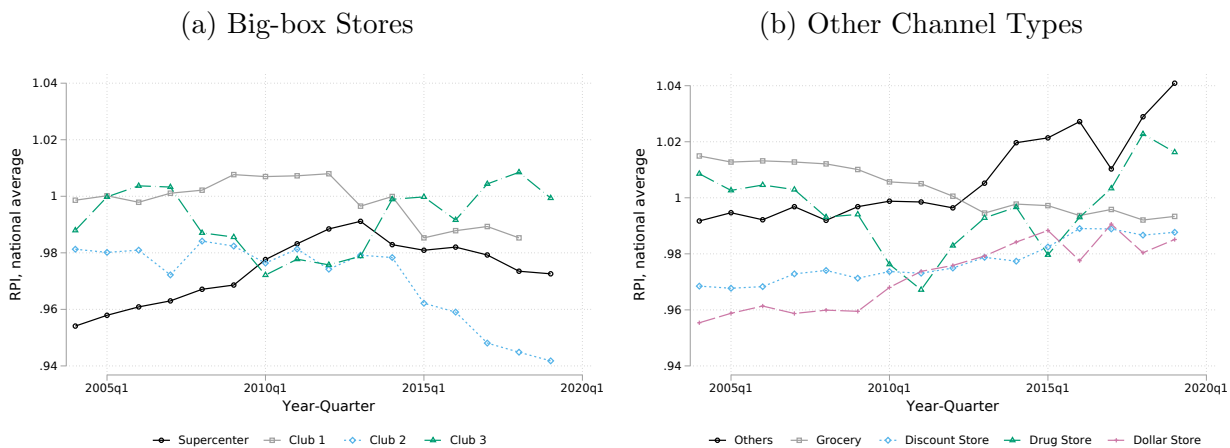 (a) Big-box Stores
1.04
1.02
1
.98
.96
.94
RPI, national average
2005q1 2010q1 2015q1 2020q1
Year-Quarter
Supercenter Club 1 Club 2 Club 3
(b) Other Channel Types
1.04
1.02
1
.98
.96
.94
RPI, national average
2005q1 2010q1 2015q1 2020q1
Year-Quarter
Others Grocery Discount Store Drug Store Dollar Store